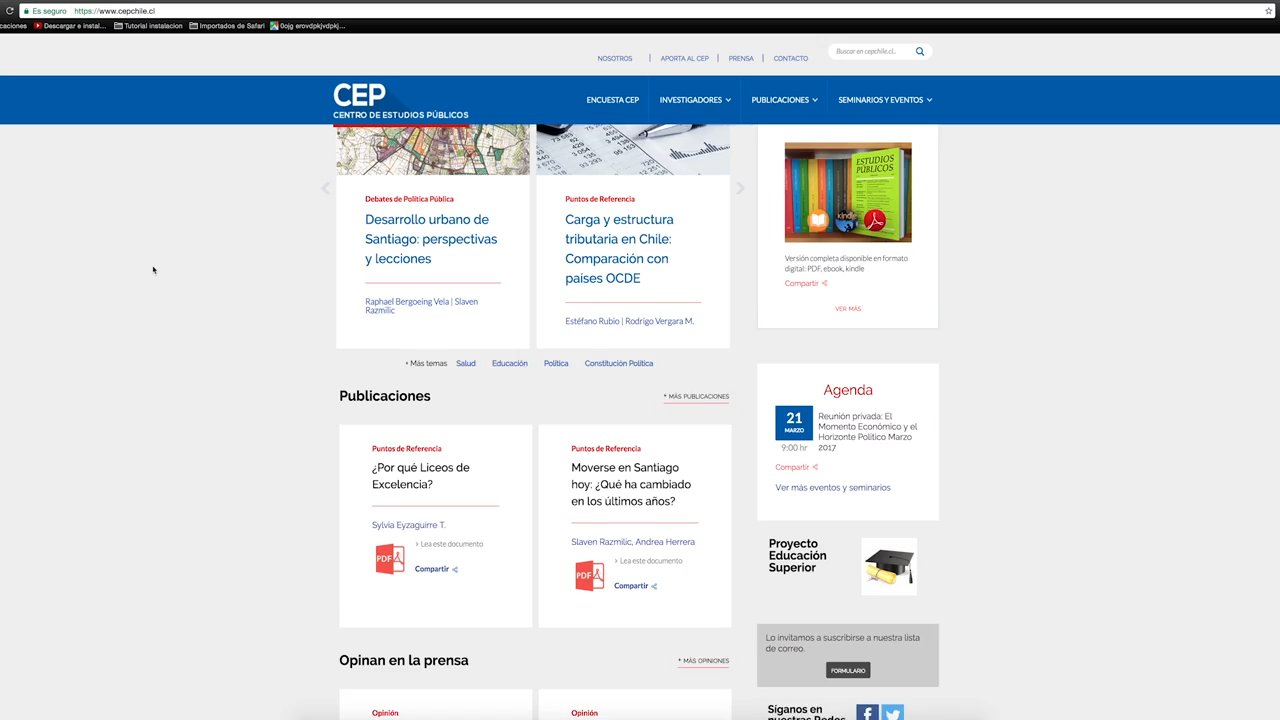 Es seguro https://www.cepchile.cl
caciones Descargar e instal... Tutorial instalacion Importados de Safari 0ojg erovdpkjvdpkj...
NOSOTROS | APORTA AL CEP | PRENSA | CONTACTO
Buscar en cepchile.cl..
CEP
CENTRO DE ESTUDIOS PÚBLICOS
ENCUESTA CEP INVESTIGADORES PUBLICACIONES SEMINARIOS Y EVENTOS
Debates de Política Pública
Desarrollo urbano de
Santiago: perspectivas
y lecciones
Raphael Bergoeing Vela | Slaven
Razmilic
Puntos de Referencia
Carga y estructura
tributaria en Chile:
Comparación con
países OCDE
Estéfano Rubio | Rodrigo Vergara M.
ESTUDIOS
PÚBLICOS
kindle
Versión completa disponible en formato
digital: PDF, ebook, kindle
Compartir
VER MÁS
+ Más temas Salud Educación Política Constitución Política
Publicaciones
+ MÁS PUBLICACIONES
Puntos de Referencia
¿Por qué Liceos de
Excelencia?
Sylvia Eyzaguirre T.
PDF
› Lea este documento
Compartir
Puntos de Referencia
Moverse en Santiago
hoy: ¿Qué ha cambiado
en los últimos años?
Slaven Razmilic, Andrea Herrera
PDF
› Lea este documento
Compartir
Agenda
21
MARZO
9:00 hr
Reunión privada: El
Momento Económico y el
Horizonte Político Marzo
2017
Compartir
Ver más eventos y seminarios
Proyecto
Educación
Superior
Lo invitamos a suscribirse a nuestra lista
de correo.
FORMULARIO
Opinan en la prensa
+ MÁS OPINIONES
Opinión
Opinión
Síganos en
nuestras Redes